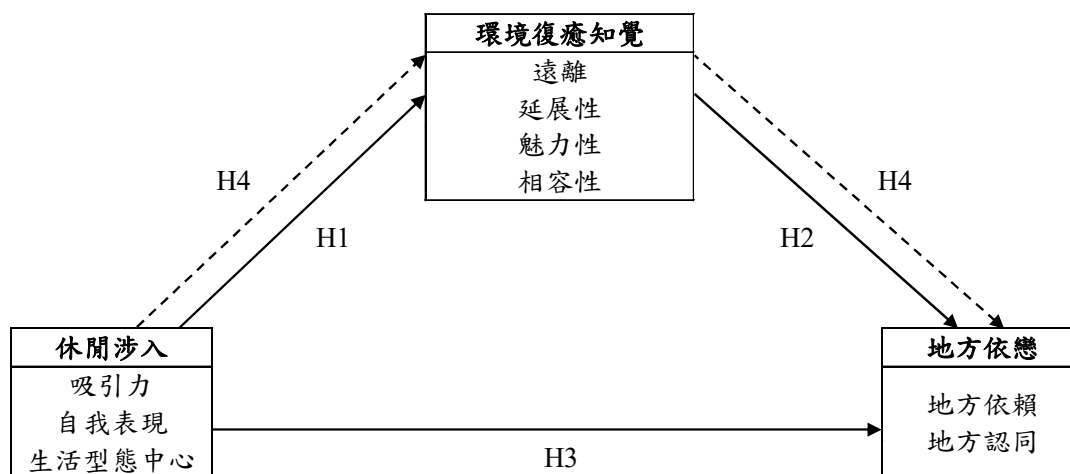 環境復癒知覺
遠離
延展性
魅力性
相容性
H4
H4
H1
H2
休閒涉入
吸引力
自我表現
生活型態中心
地方依戀
地方依賴
地方認同
H3